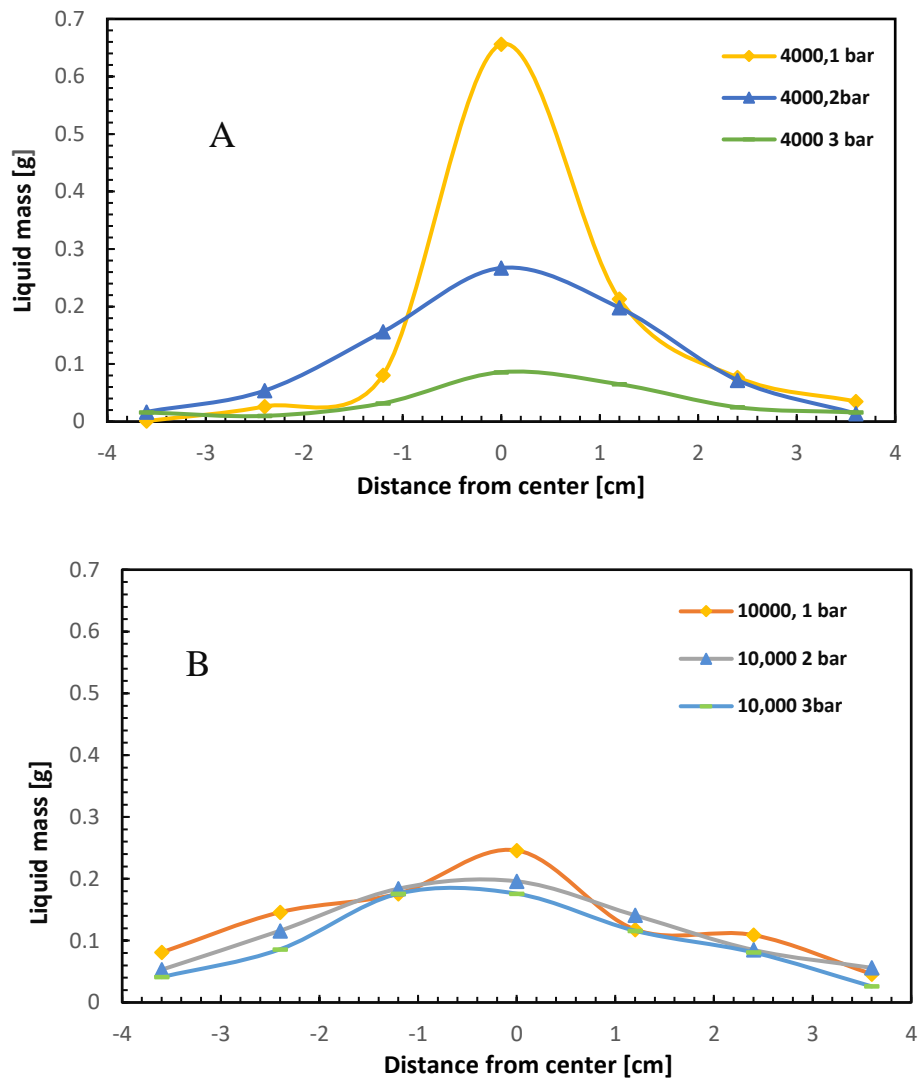 0.7
0.6
0.5
0.4
0.3
0.2
0.1
0
Liquid mass [g]
A
4000,1 bar
4000,2bar
4000 3 bar
-4 -3 -2 -1 0 1 2 3 4
Distance from center [cm]
0.7
0.6
0.5
0.4
0.3
0.2
0.1
0
Liquid mass [g]
B
10000, 1 bar
10,000 2 bar
10,000 3bar
-4 -3 -2 -1 0 1 2 3 4
Distance from center [cm]